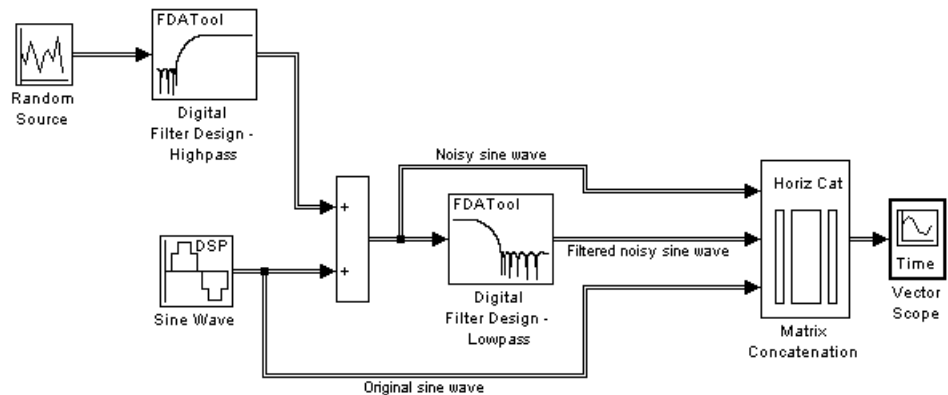 FDATool
Random
Source
Digital
Filter Design -
Highpass
Noisy sine wave
+
+
FDATool
Horiz Cat
DSP
Filtered noisy sine wave
Time
Sine Wave
Digital
Filter Design -
Lowpass
Vector
Scope
Matrix
Concatenation
Original sine wave